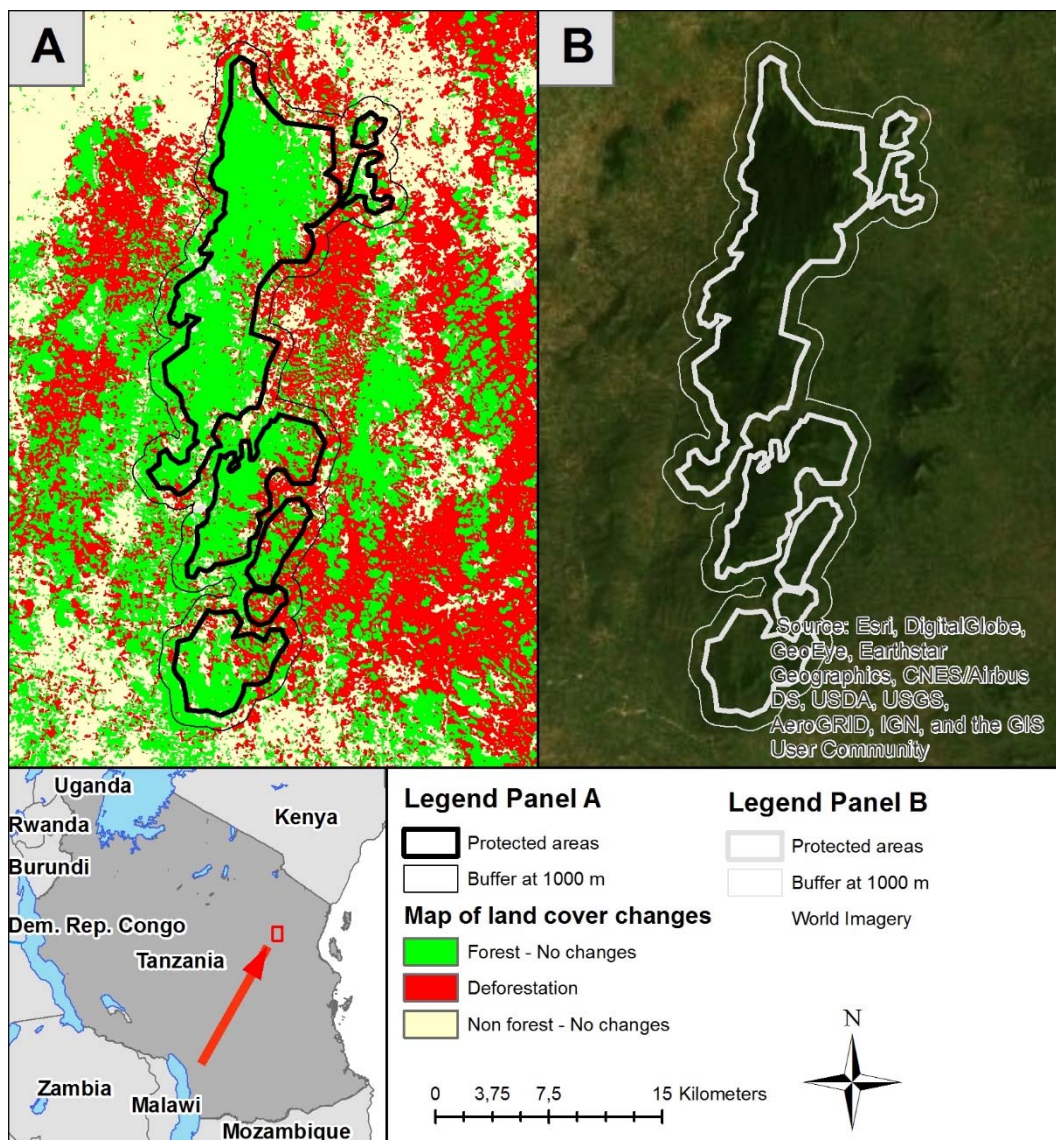 A
B
Source: Esri, DigitalGlobe,
GeoEye, Earthstar
Geographics, CNES/Airbus
DS, USDA, USGS,
AeroGRID, IGN, and the GIS
User Community
Uganda
Kenya
Rwanda
Burundi
Dem. Rep. Congo
Tanzania
Zambia
Malawi
Mozambique
Legend Panel A
Protected areas
Buffer at 1000 m
Map of land cover changes
Forest - No changes
Deforestation
Non forest - No changes
0 3,75 7,5 15 Kilometers
Legend Panel B
Protected areas
Buffer at 1000 m
World Imagery
N